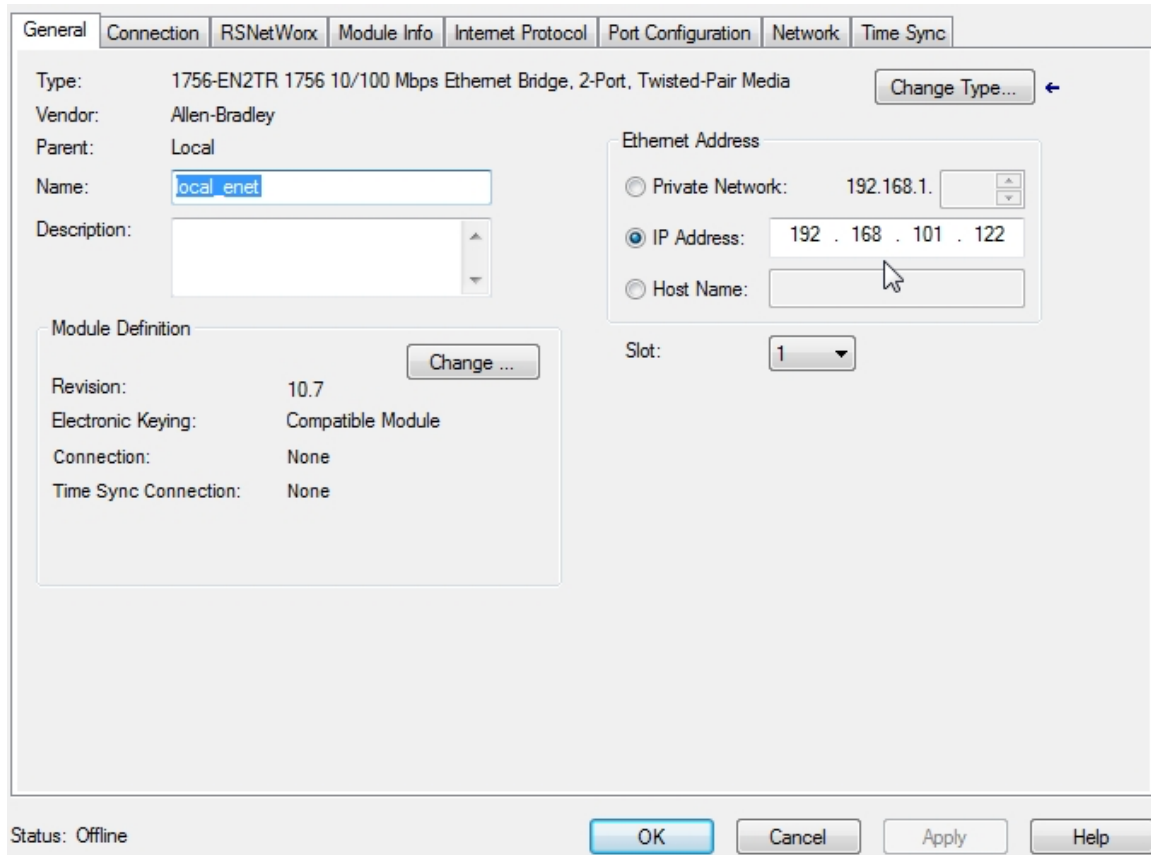 General Connection RSNetWorx Module Info Internet Protocol Port Configuration Network Time Sync
Type: 1756-EN2TR 1756 10/100 Mbps Ethernet Bridge, 2-Port, Twisted-Pair Media
Change Type...
Vendor: Allen-Bradley
Parent: Local
Name: local_enet
Description:
Ethernet Address
Private Network: 192.168.1.
IP Address: 192 . 168 . 101 . 122
Host Name:
Slot: 1
Module Definition
Change ...
Revision: 10.7
Electronic Keying: Compatible Module
Connection: None
Time Sync Connection: None
Status: Offline
OK Cancel Apply Help